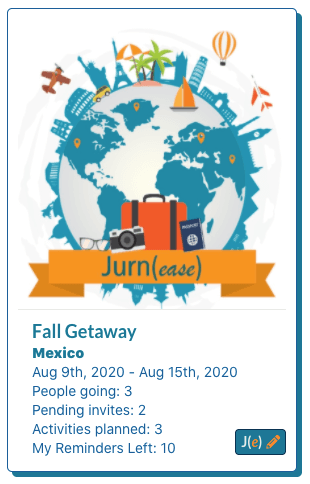 Jurn(ease)
Fall Getaway
Mexico
Aug 9th, 2020 - Aug 15th, 2020
People going: 3
Pending invites: 2
Activities planned: 3
My Reminders Left: 10
J(e)